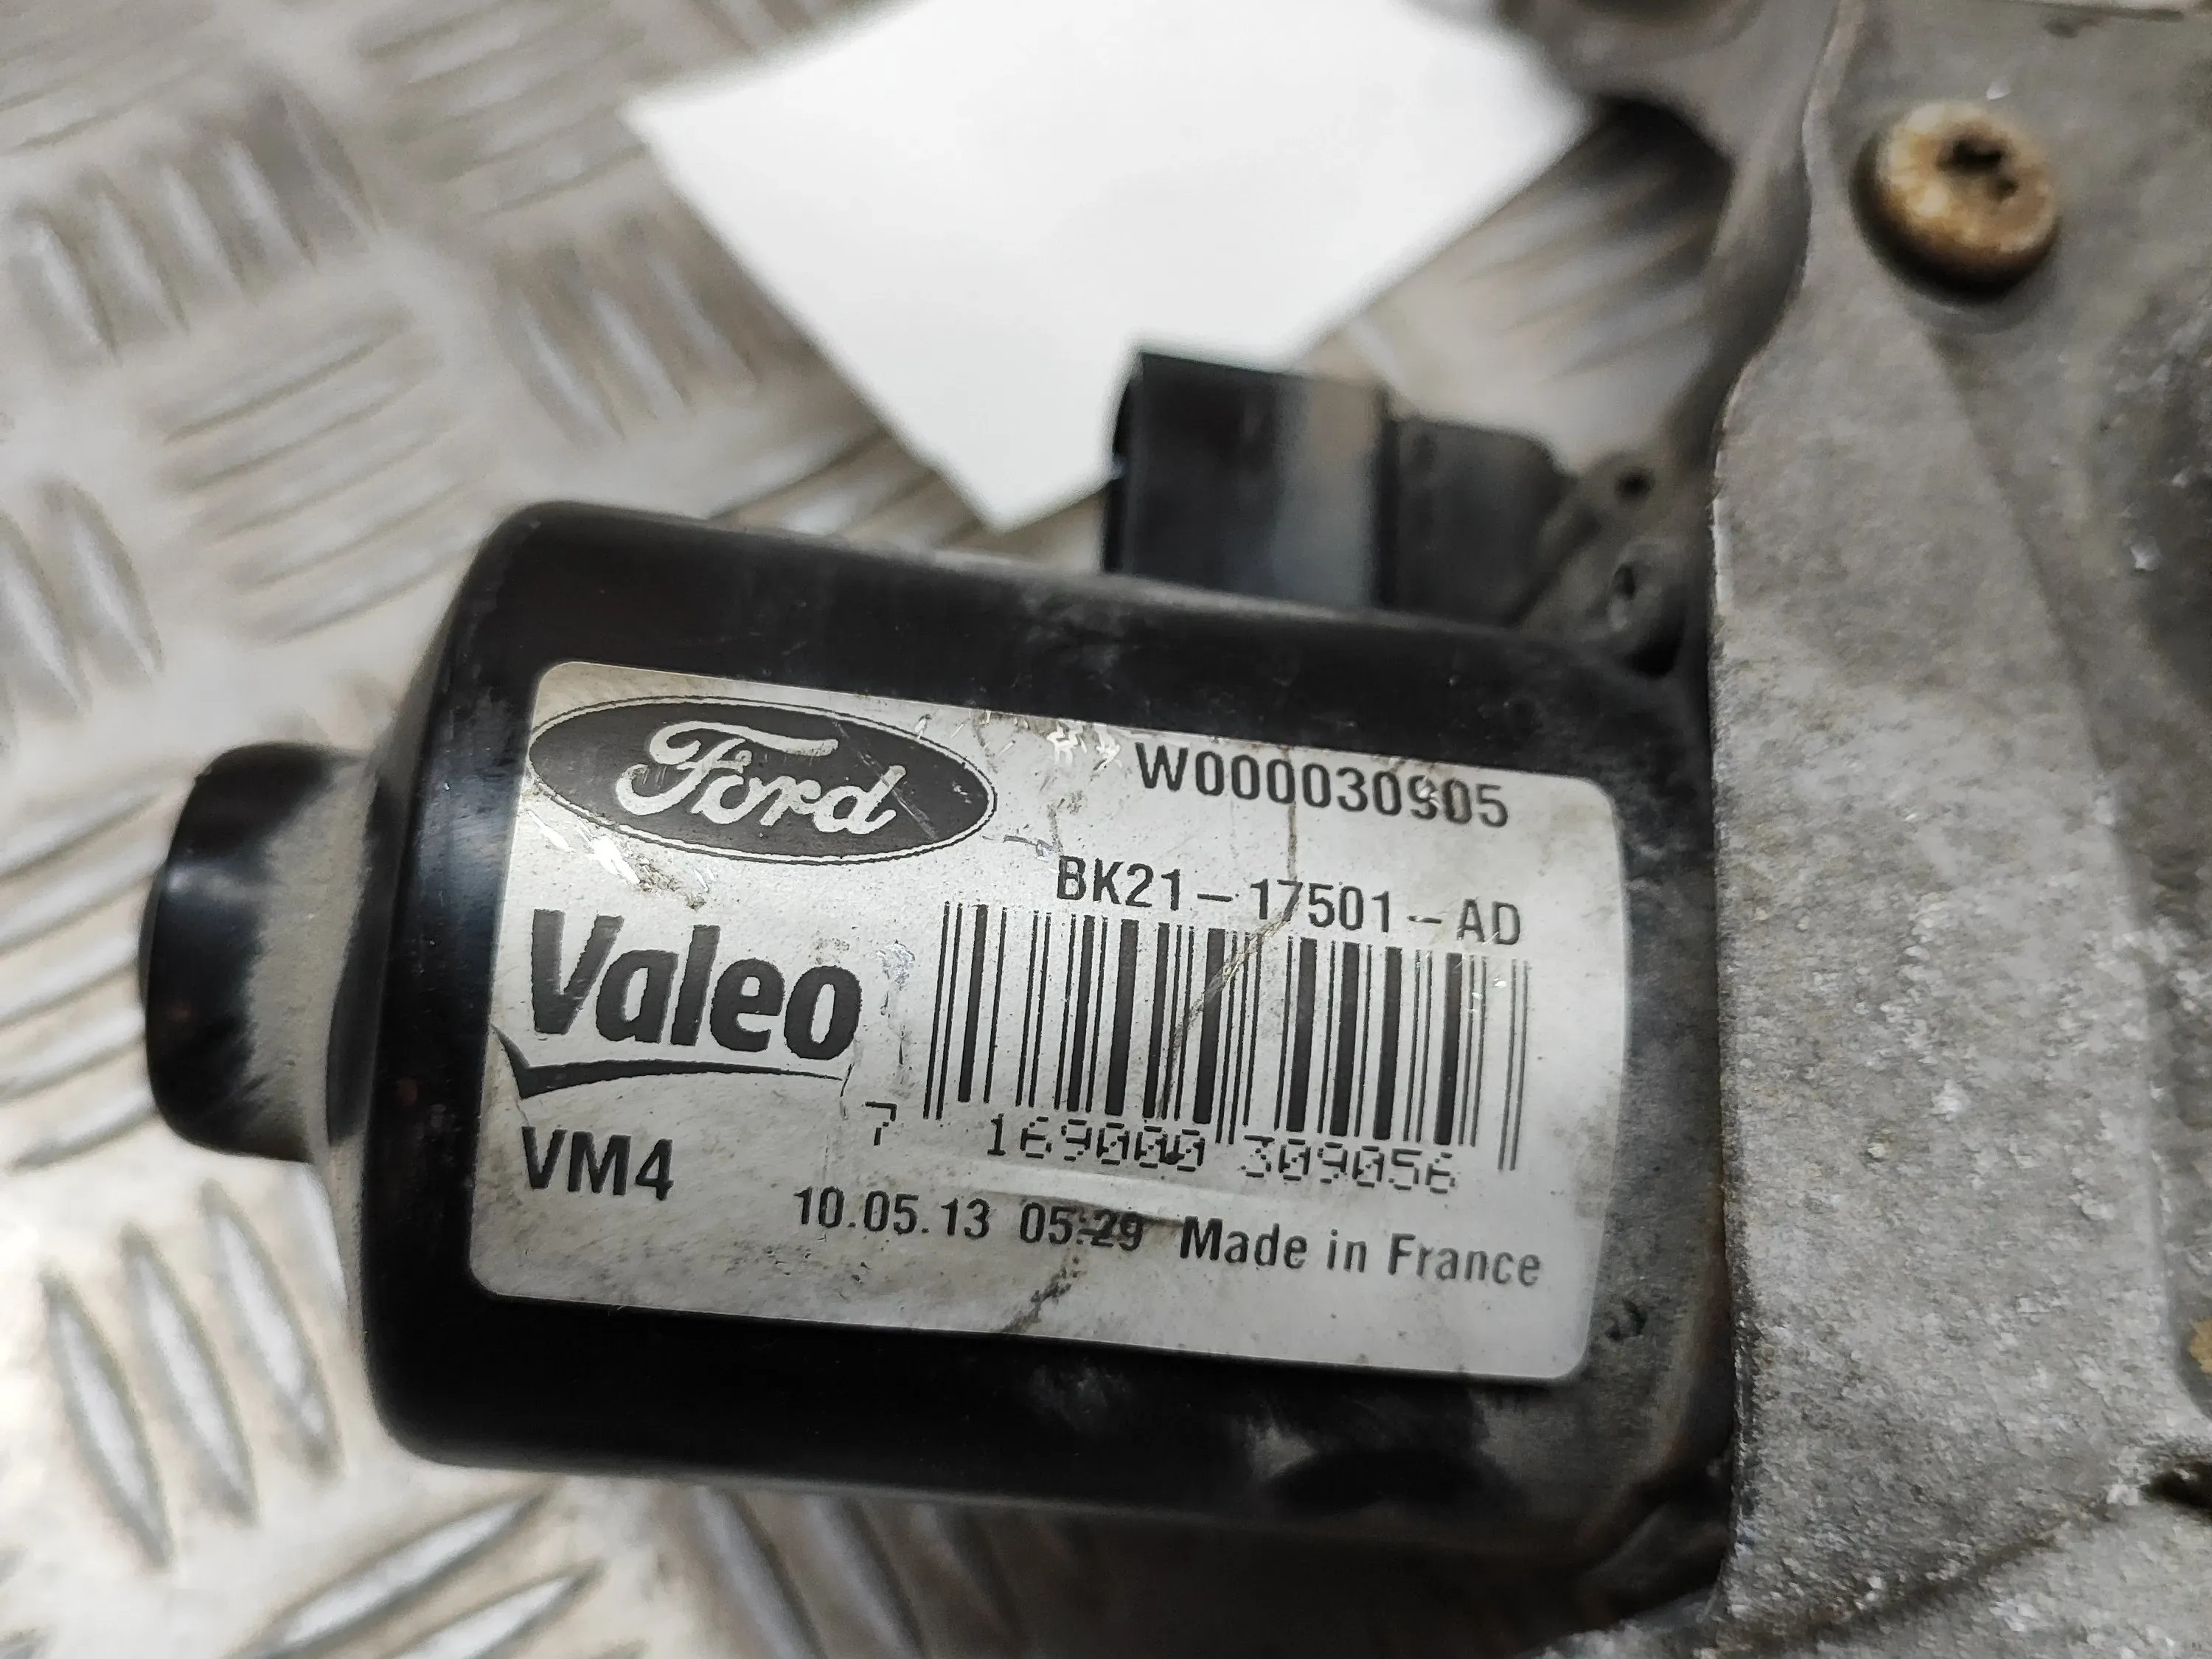 Ford
W000030905
BK21-17501-AD
Valeo
7 169000 309056
VM4
10.05.13 05:29 Made in France